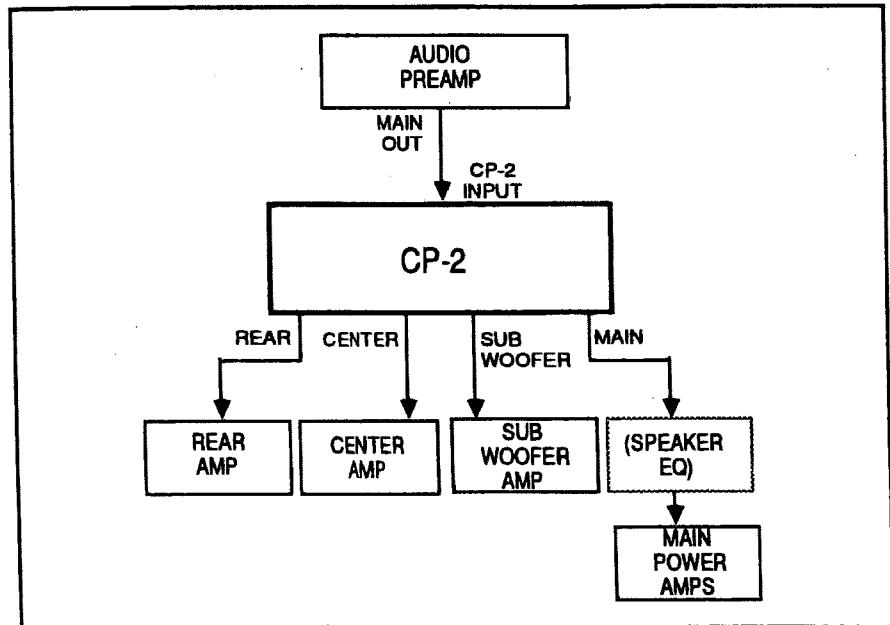 AUDIO
PREAMP
MAIN
OUT
CP-2
INPUT
CP-2
REAR
CENTER
SUB
WOOFER
MAIN
REAR
AMP
CENTER
AMP
SUB
WOOFER
AMP
(SPEAKER
EQ)
MAIN
POWER
AMPS